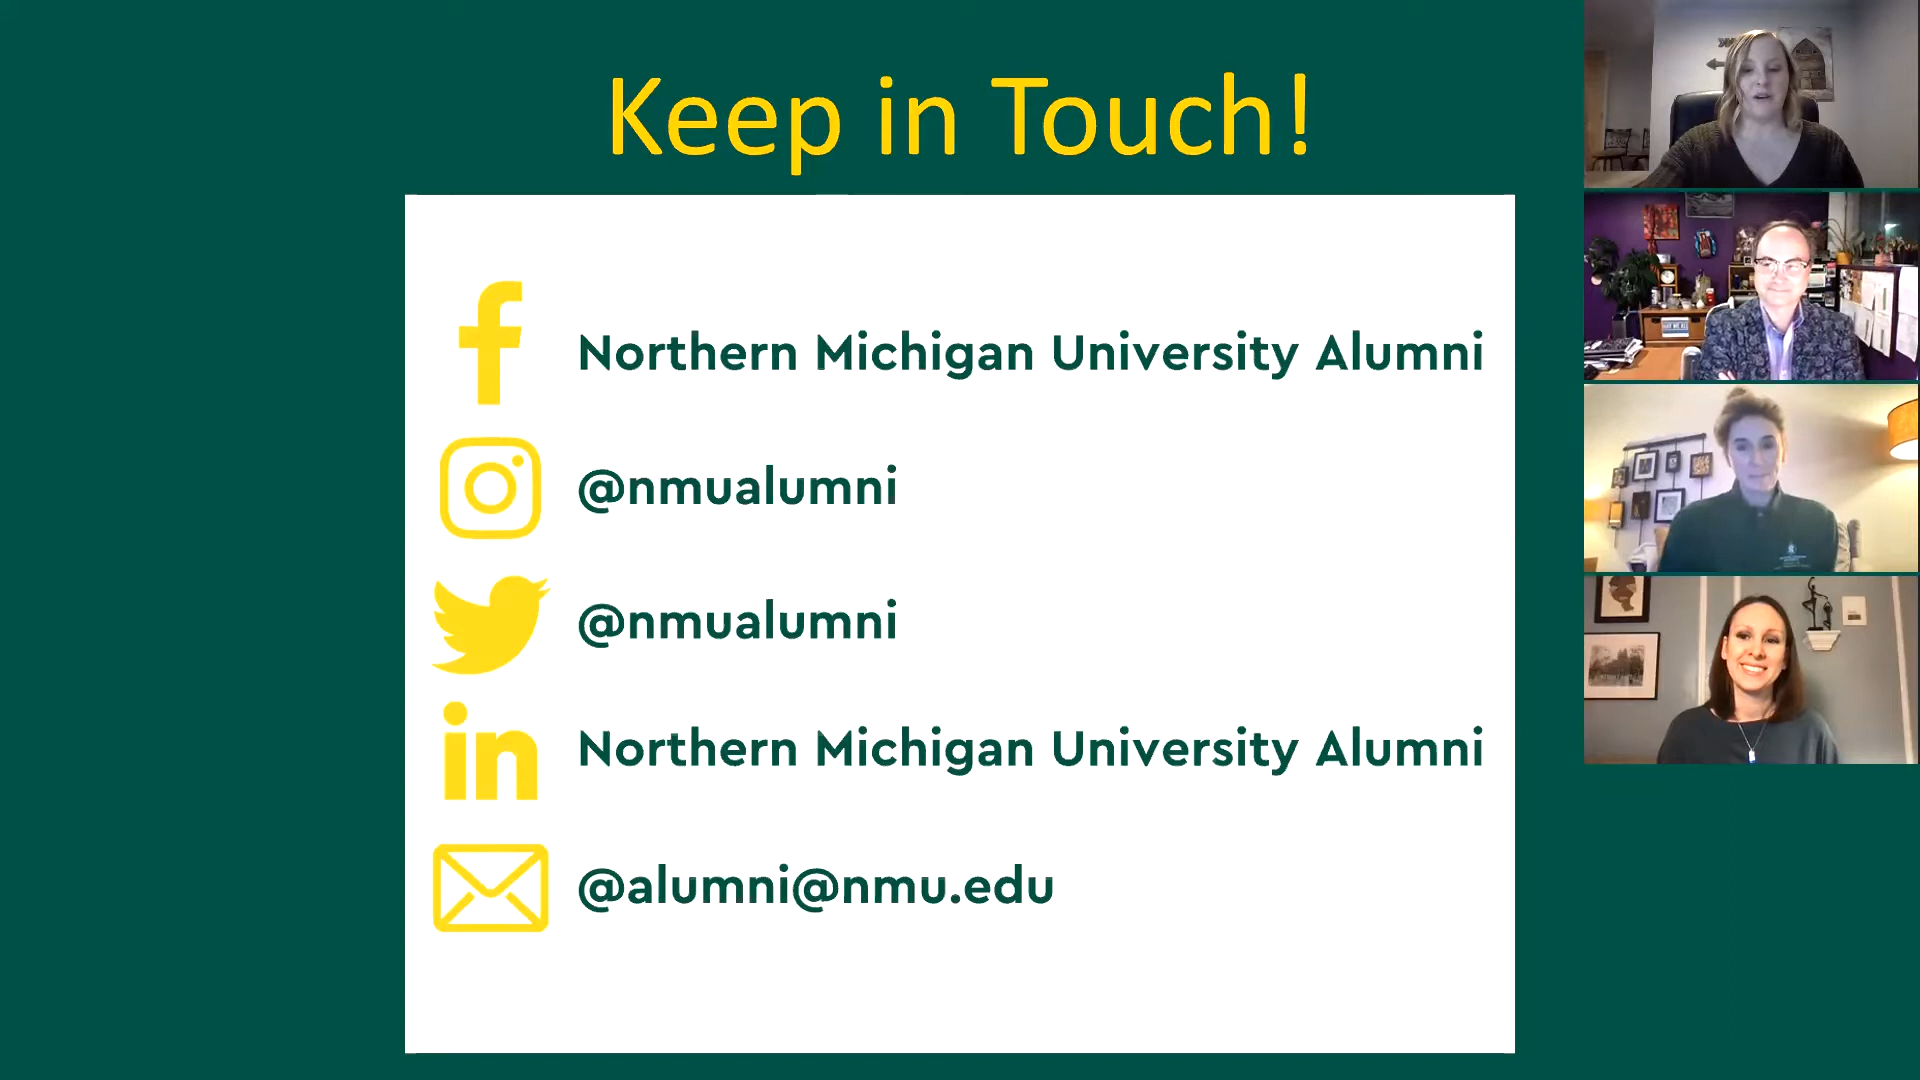 Keep in Touch!
Northern Michigan University Alumni
@nmualumni
@nmualumni
Northern Michigan University Alumni
@alumni@nmu.edu